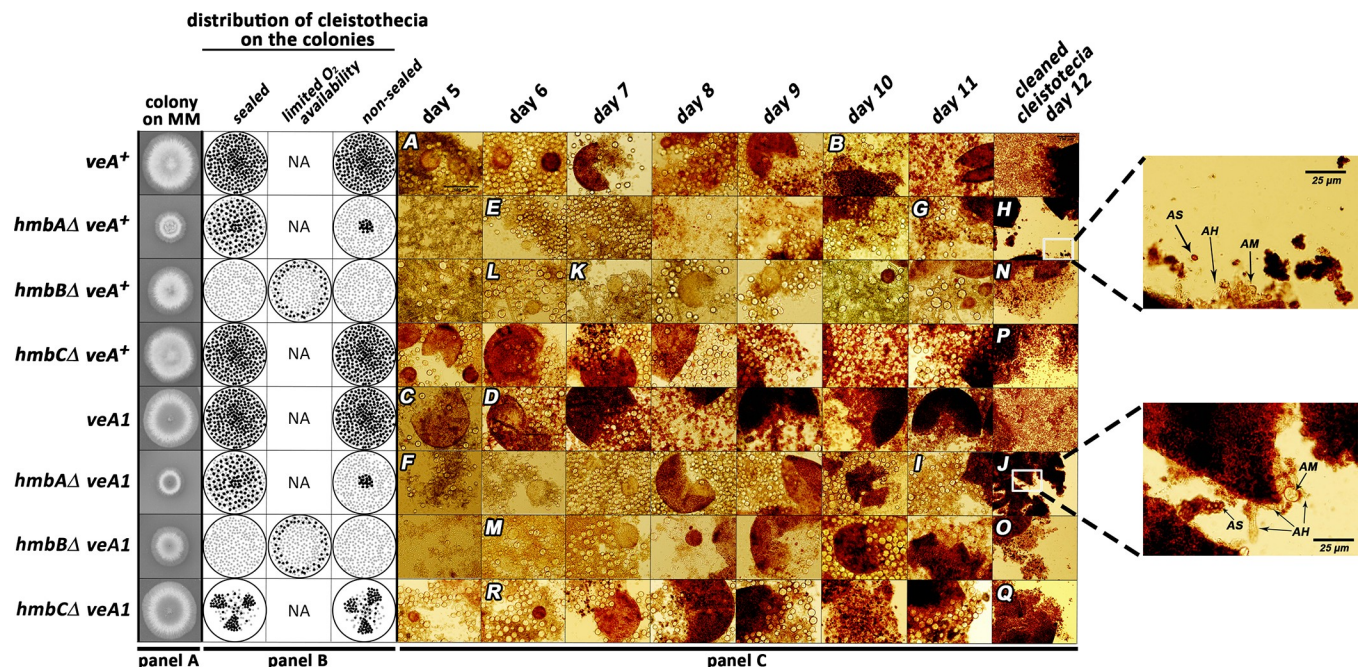 distribution of cleistothecia
on the colonies
colony
on MM
sealed
limited O2
availability
non-sealed
day 5
day 6
day 7
day 8
day 9
day 10
day 11
cleaned
cleistotecia
day 12
veA+
A
NA
B
hmbAΔ veA+
NA
E
G
H
hmbBΔ veA+
L
K
N
hmbCΔ veA+
NA
P
veA1
NA
C
D
hmbAΔ veA1
NA
F
I
J
hmbBΔ veA1
M
O
hmbCΔ veA1
NA
R
Q
panel A
panel B
panel C
25 µm
AS
AH
AM
AM
AS
AH
25 µm